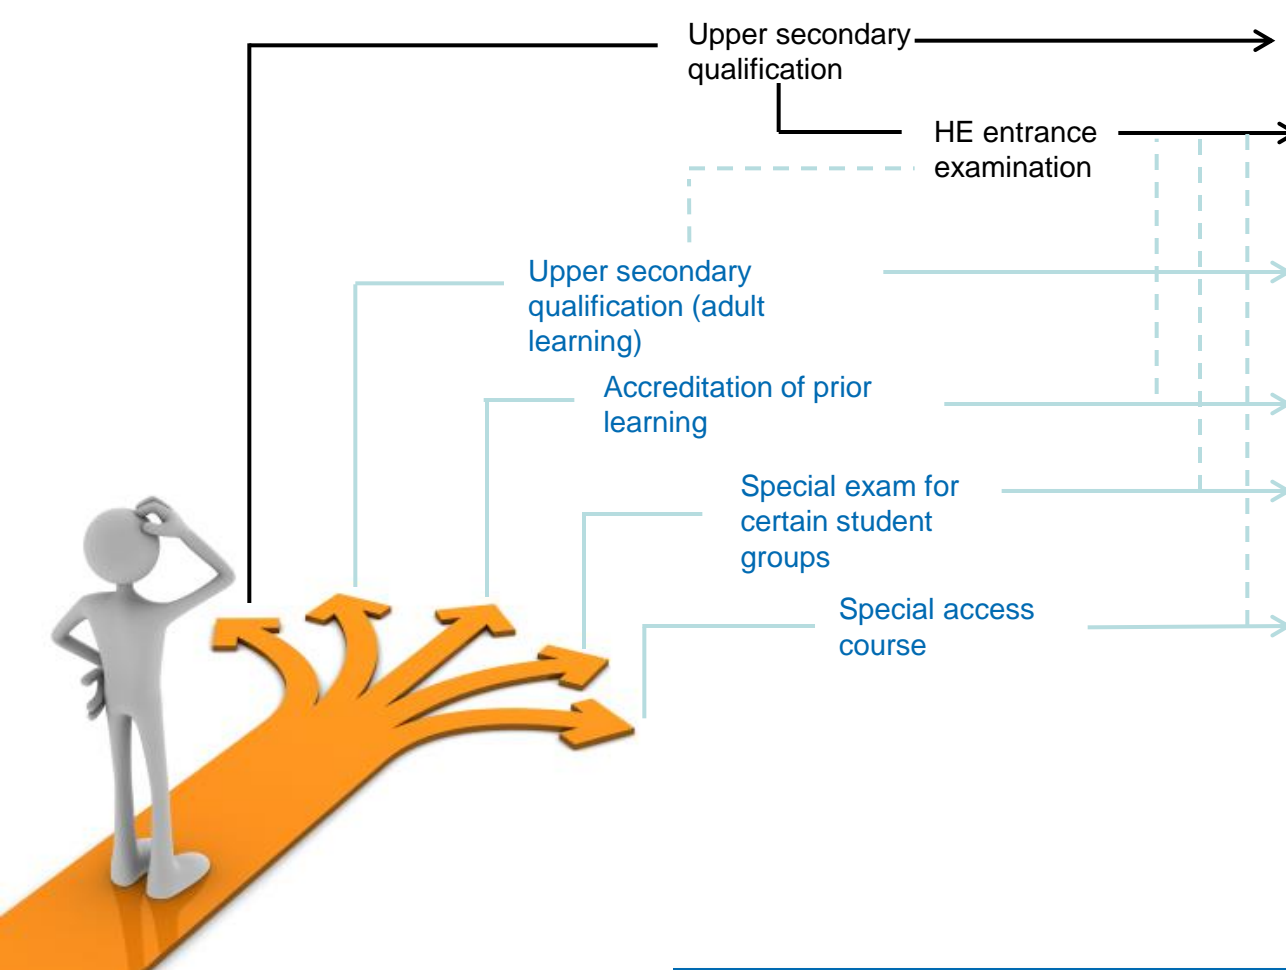 Upper secondary
qualification
HE entrance
examination
Upper secondary
qualification (adult
learning)
Accreditation of prior
learning
Special exam for
certain student
groups
Special access
course